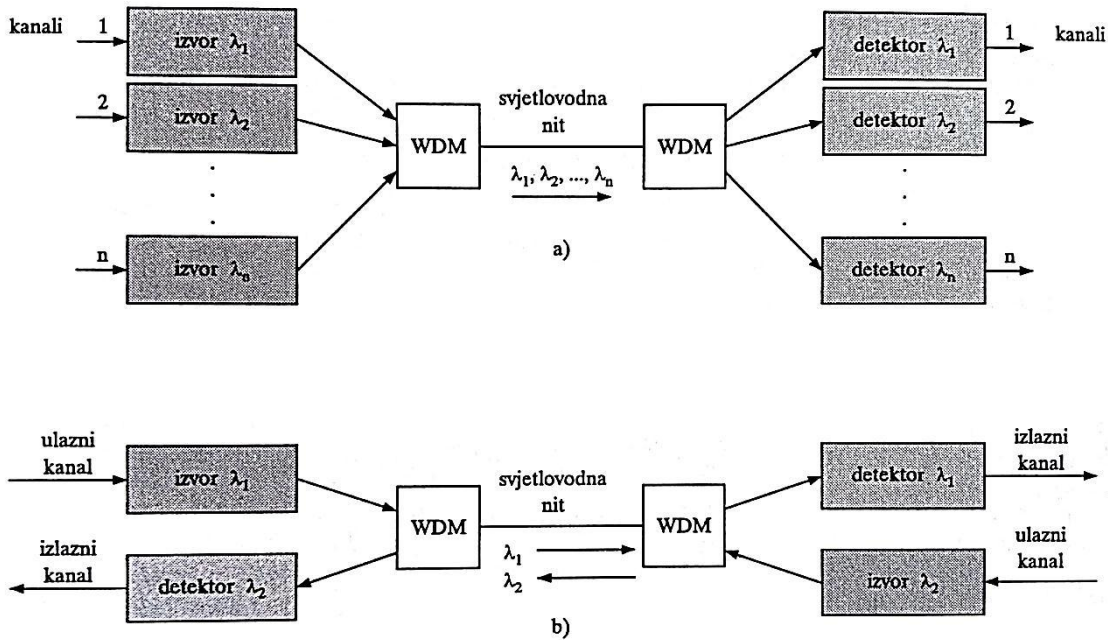 kanali
1
izvor λ₁
2
izvor λ₂
n
izvor λₙ
WDM
svjetlovodna
nit
λ₁, λ₂, ..., λₙ
WDM
detektor λ₁
1
kanali
detektor λ₂
2
detektor λₙ
n
a)
ulazni
kanal
izvor λ₁
izlazni
kanal
detektor λ₂
WDM
svjetlovodna
nit
λ₁
λ₂
WDM
detektor λ₁
izlazni
kanal
izvor λ₂
ulazni
kanal
b)